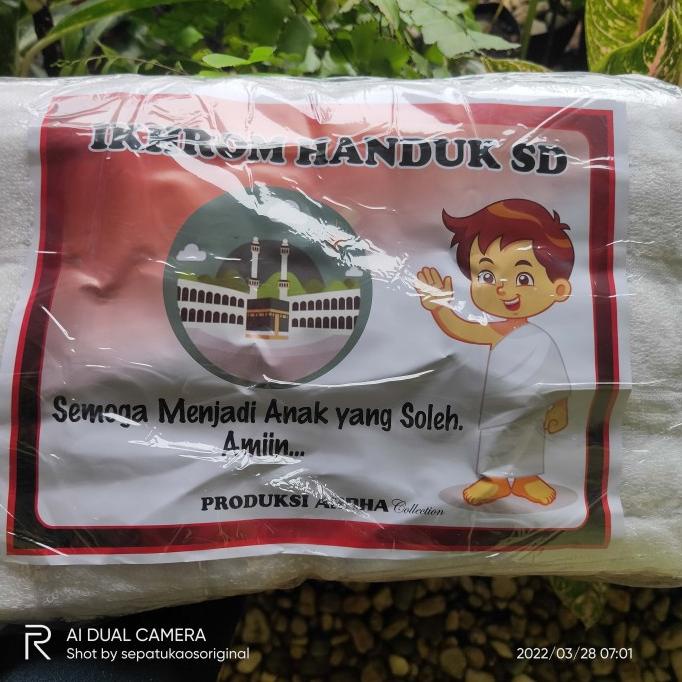 HANDUK SD
Semoga Menjadi Anak yang Soleh.
Amiin...
PRODUKSI Collection
AI DUAL CAMERA
Shot by sepatukaosoriginal
2022/03/28 07:01